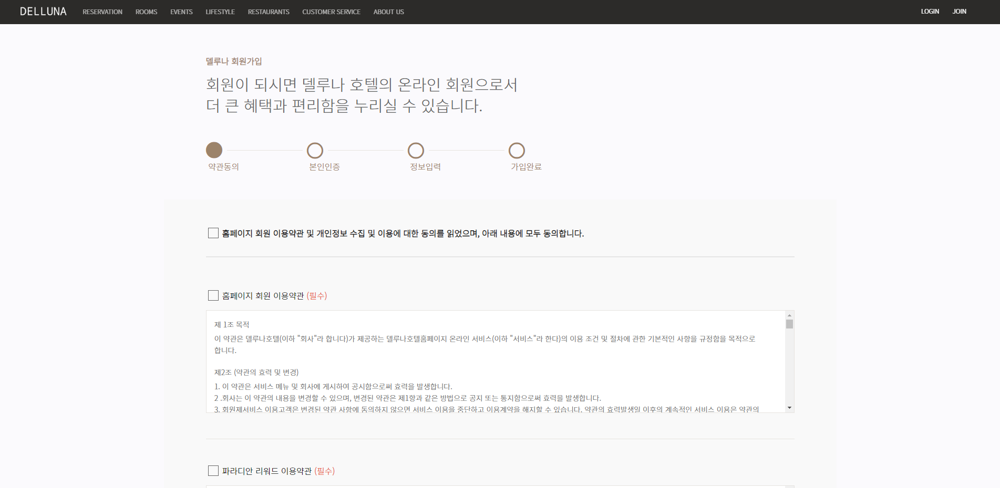 DELLUNA RESERVATION ROOMS EVENTS LIFESTYLE RESTAURANTS CUSTOMER SERVICE ABOUT US LOGIN JOIN
델루나 회원가입
회원이 되시면 델루나 호텔의 온라인 회원으로서
더 큰 혜택과 편리함을 누리실 수 있습니다.
약관동의 본인인증 정보입력 가입완료
홈페이지 회원 이용약관 및 개인정보 수집 및 이용에 대한 동의를 읽었으며, 아래 내용에 모두 동의합니다.
홈페이지 회원 이용약관 (필수)
제 1조 목적
이 약관은 델루나호텔(이하 "회사"라 합니다)가 제공하는 델루나호텔홈페이지 온라인 서비스(이하 "서비스"라 한다)의 이용 조건 및 절차에 관한 기본적인 사항을 규정함을 목적으로
합니다.
제2조 (약관의 효력 및 변경)
1. 이 약관은 서비스 메뉴 및 회사에 게시하여 공시함으로써 효력을 발생합니다.
2 .회사는 이 약관의 내용을 변경할 수 있으며, 변경된 약관은 제1항과 같은 방법으로 공지 또는 통지함으로써 효력을 발생합니다.
3. 회원제서비스 이용고객은 변경된 약관 사항에 동의하지 않으면 서비스 이용을 중단하고 이용계약을 해지할 수 있습니다. 약관의 효력발생일 이후의 계속적인 서비스 이용은 약관의
파라디안 리워드 이용약관 (필수)